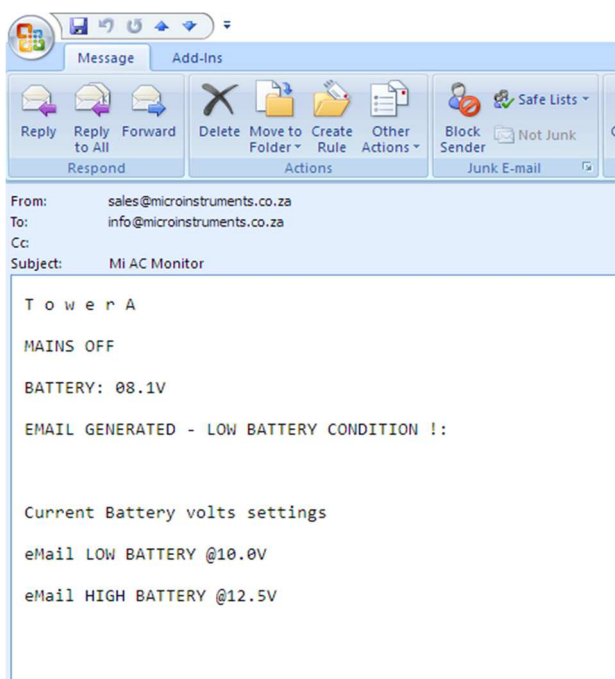 Message Add-Ins
Reply Reply to All Forward Delete Move to Folder Create Rule Other Actions Block Sender Safe Lists Not Junk
Respond Actions Junk E-mail
From: sales@microinstruments.co.za
To: info@microinstruments.co.za
Cc:
Subject: Mi AC Monitor
T o w e r A
MAINS OFF
BATTERY: 08.1V
EMAIL GENERATED - LOW BATTERY CONDITION !:
Current Battery volts settings
eMail LOW BATTERY @10.0V
eMail HIGH BATTERY @12.5V